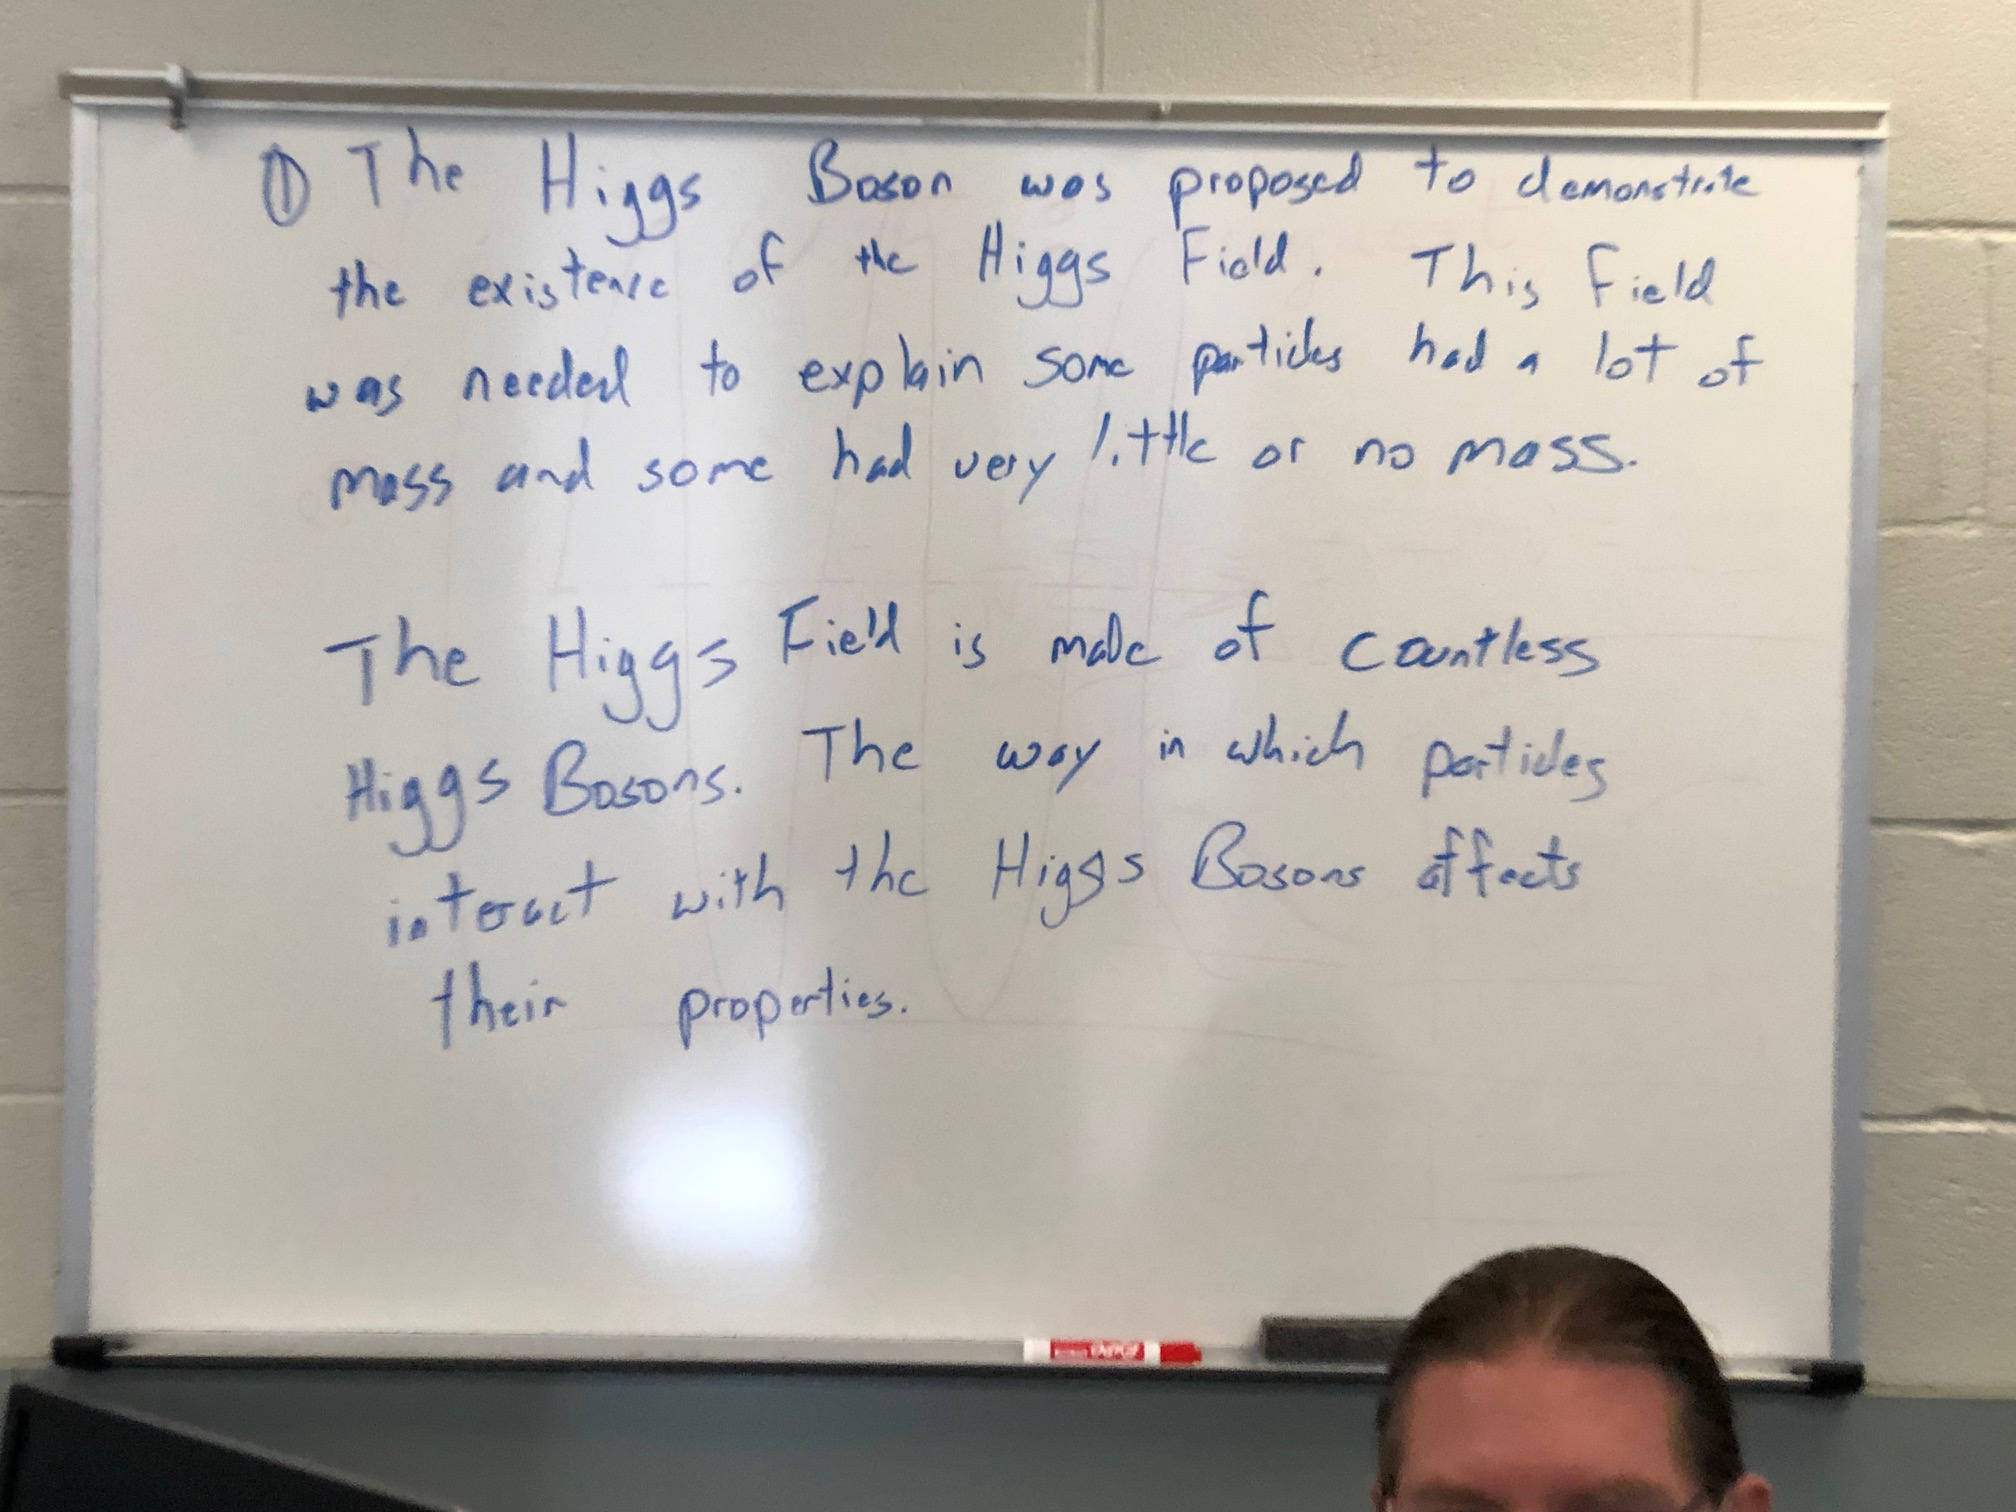 ① The Higgs Boson was proposed to demonstrate
the existence of the Higgs Field. This Field
was needed to explain some particles had a lot of
mass and some had very little or no mass.
The Higgs Field is made of countless
Higgs Bosons. The way in which particles
interact with the Higgs Bosons affects
their properties.
EXPO